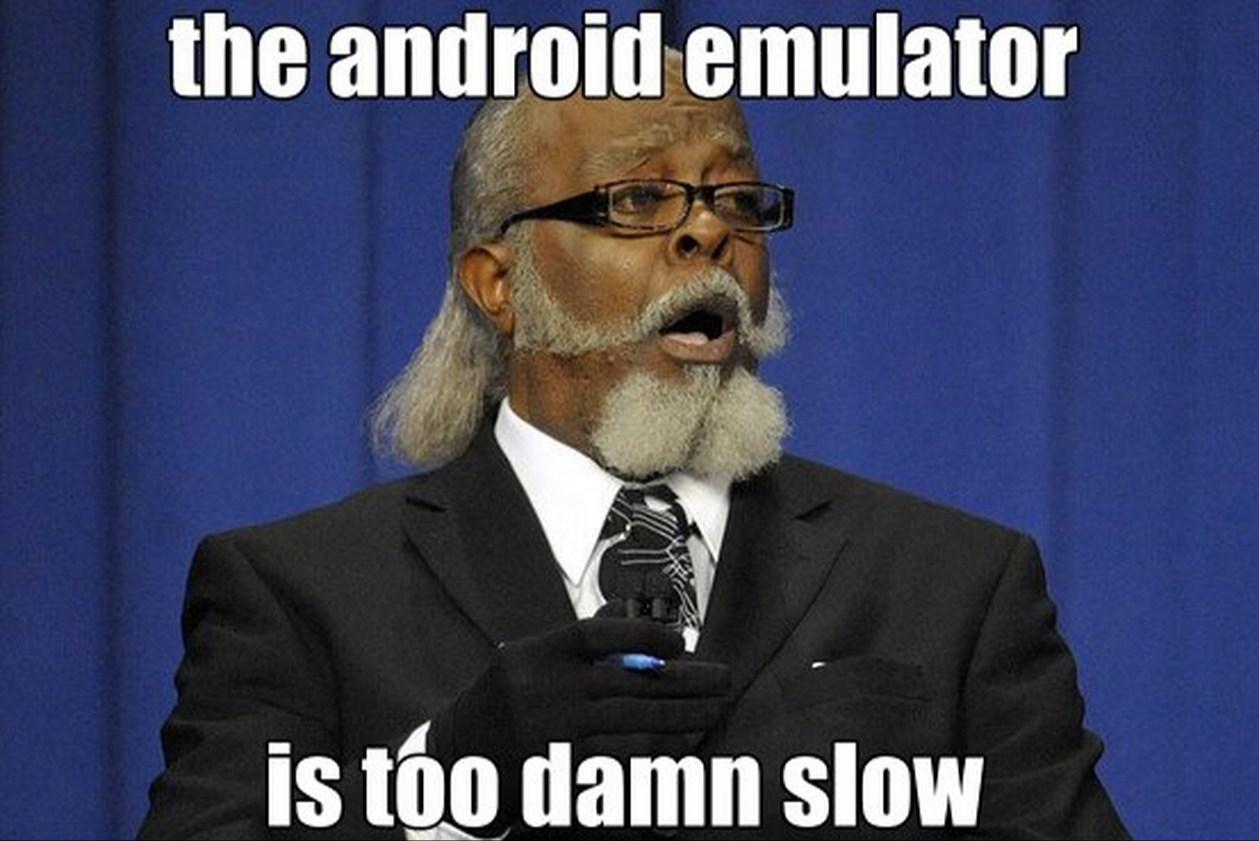 the android emulator
is too damn slow